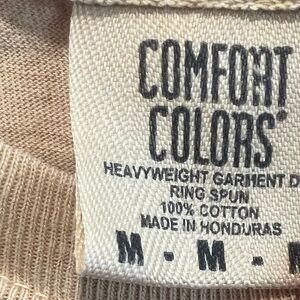 COMFORT
COLORS®
HEAVYWEIGHT GARMENT D
RING SPUN
100% COTTON
MADE IN HONDURAS
M - M -